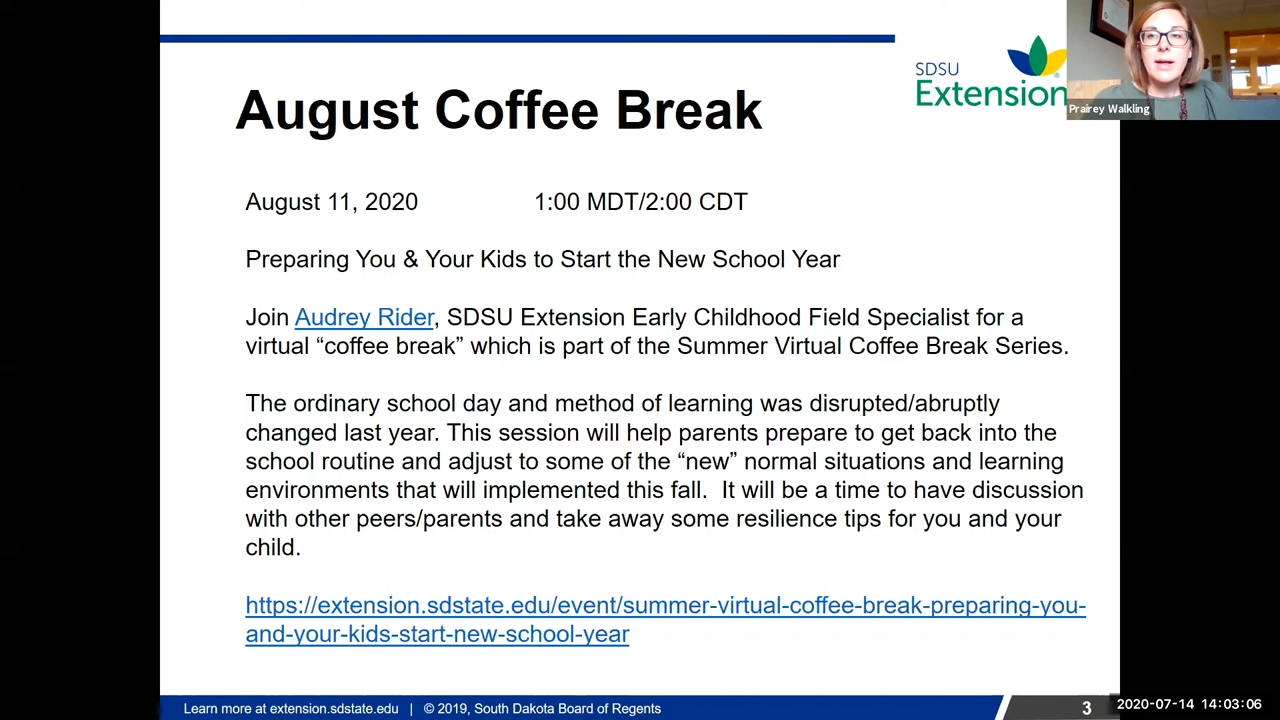 SDSU
Extension
Prairey Walkling
August Coffee Break
August 11, 2020 1:00 MDT/2:00 CDT
Preparing You & Your Kids to Start the New School Year
Join Audrey Rider, SDSU Extension Early Childhood Field Specialist for a
virtual “coffee break” which is part of the Summer Virtual Coffee Break Series.
The ordinary school day and method of learning was disrupted/abruptly
changed last year. This session will help parents prepare to get back into the
school routine and adjust to some of the “new” normal situations and learning
environments that will implemented this fall.  It will be a time to have discussion
with other peers/parents and take away some resilience tips for you and your
child.
https://extension.sdstate.edu/event/summer-virtual-coffee-break-preparing-you-
and-your-kids-start-new-school-year
Learn more at extension.sdstate.edu | © 2019, South Dakota Board of Regents
3
2020-07-14 14:03:06